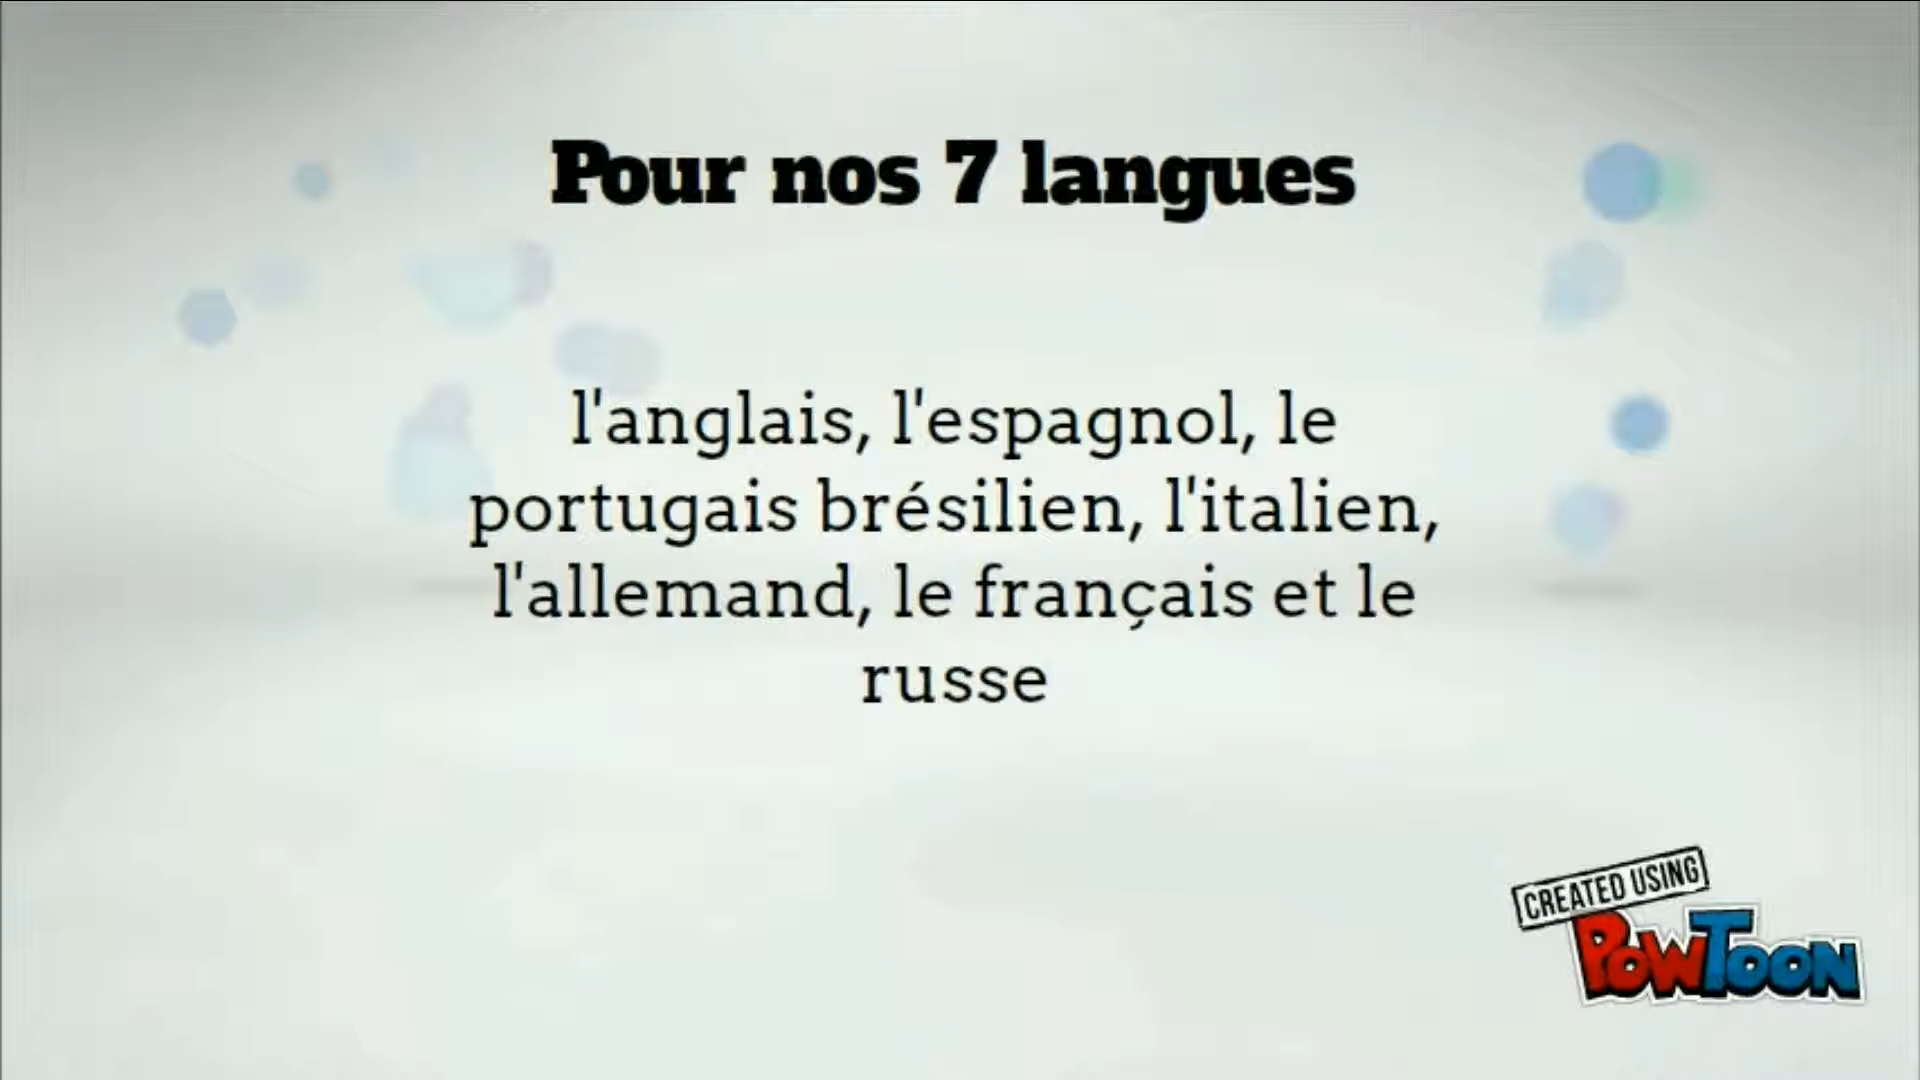 Pour nos 7 langues
l'anglais, l'espagnol, le
portugais brésilien, l'italien,
l'allemand, le français et le
russe
CREATED USING
POWTOON